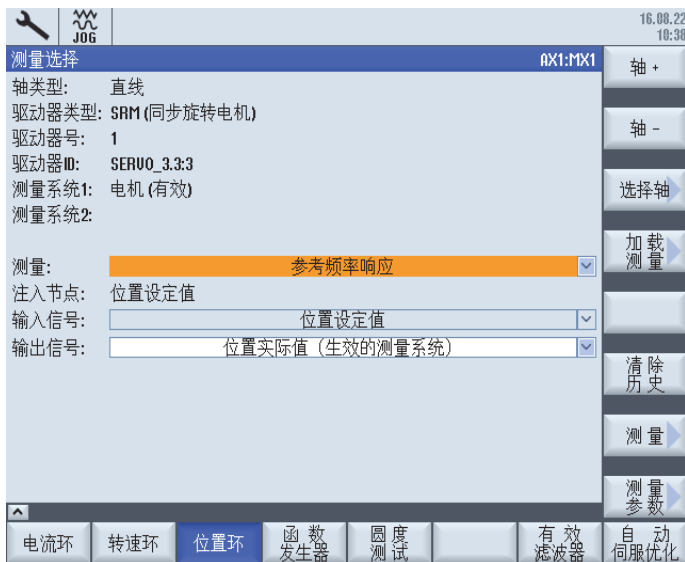 JOG
16.08.22
10:38
测量选择 AX1:MX1
轴类型: 直线
驱动器类型: SRM (同步旋转电机)
驱动器号: 1
驱动器ID: SERVO_3.3:3
测量系统1: 电机 (有效)
测量系统2:
测量: 参考频率响应
注入节点: 位置设定值
输入信号: 位置设定值
输出信号: 位置实际值（生效的测量系统）
轴 +
轴 -
选择轴
加载
测量
清除
历史
测量
测量
参数
电流环
转速环
位置环
函数
发生器
圆度
测试
有效
滤波器
自动
伺服优化